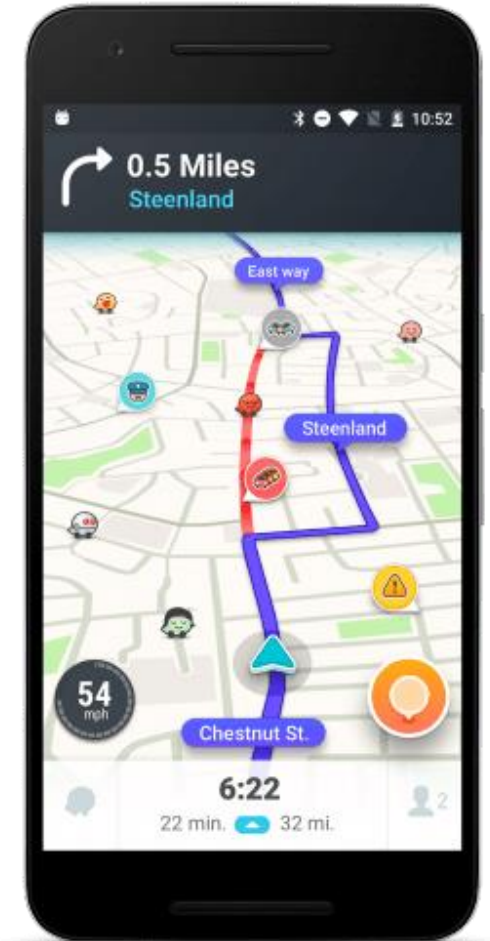 10:52
0.5 Miles
Steenland
East way
Steenland
54
mph
Chestnut St.
6:22
22 min. 32 mi.
2